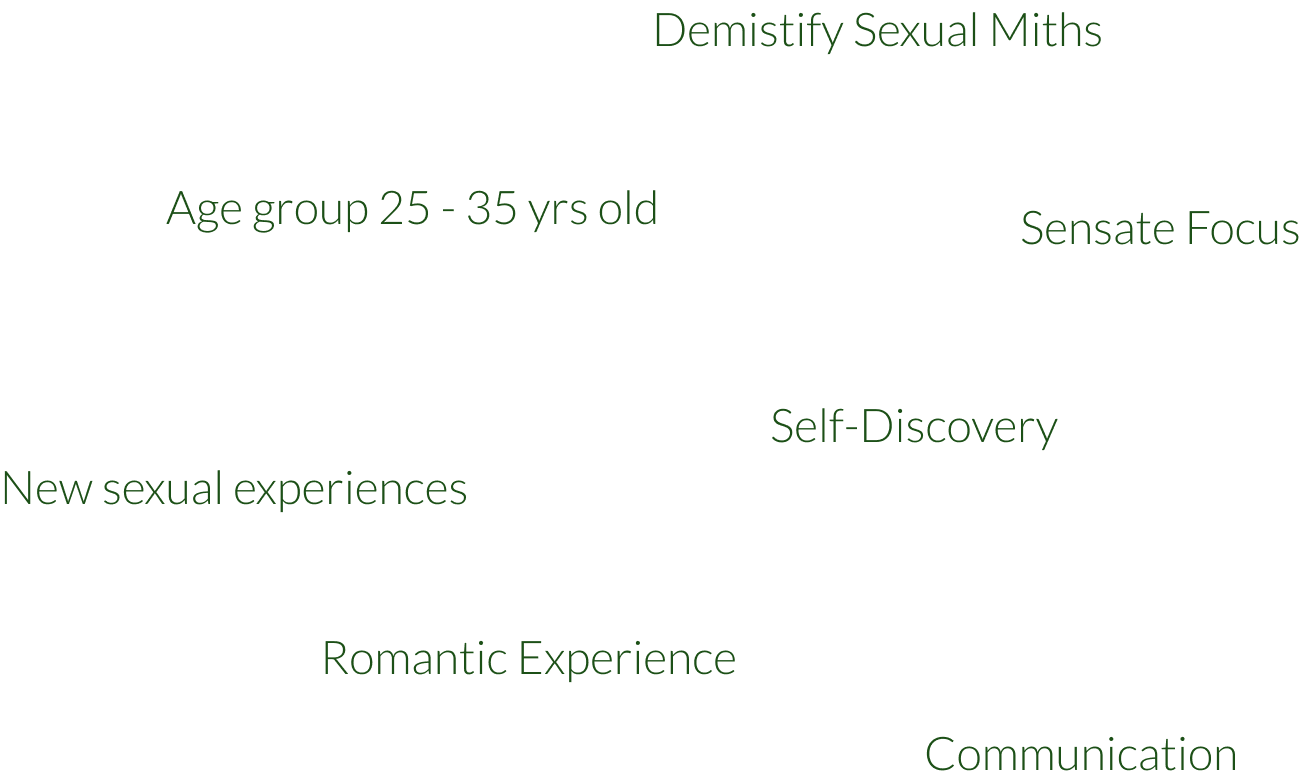 Demistify Sexual Miths
Age group 25 - 35 yrs old
Sensate Focus
Self-Discovery
New sexual experiences
Romantic Experience
Communication